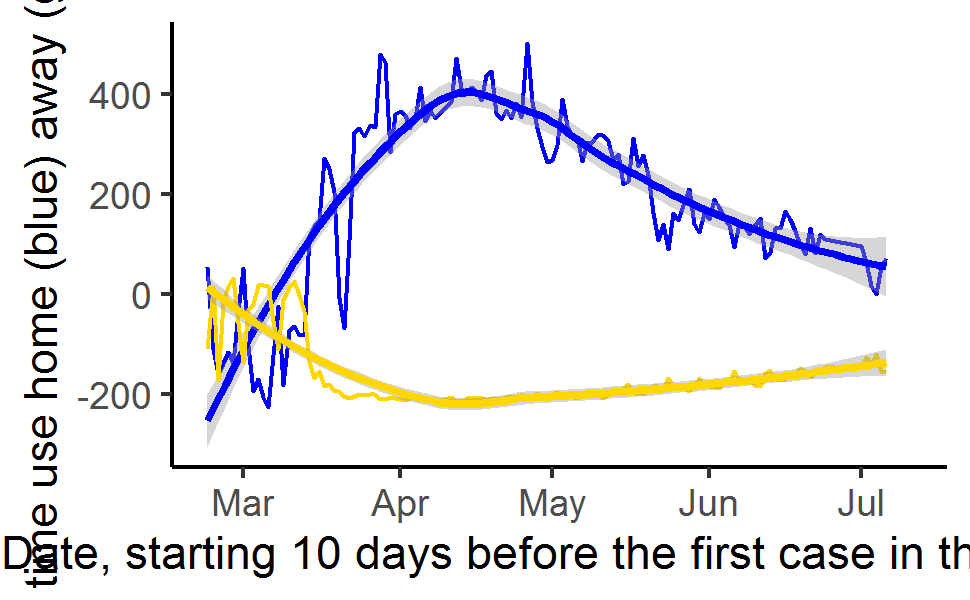 time use home (blue) away (
400
200
0
-200
Mar Apr May Jun Jul
Date, starting 10 days before the first case in th